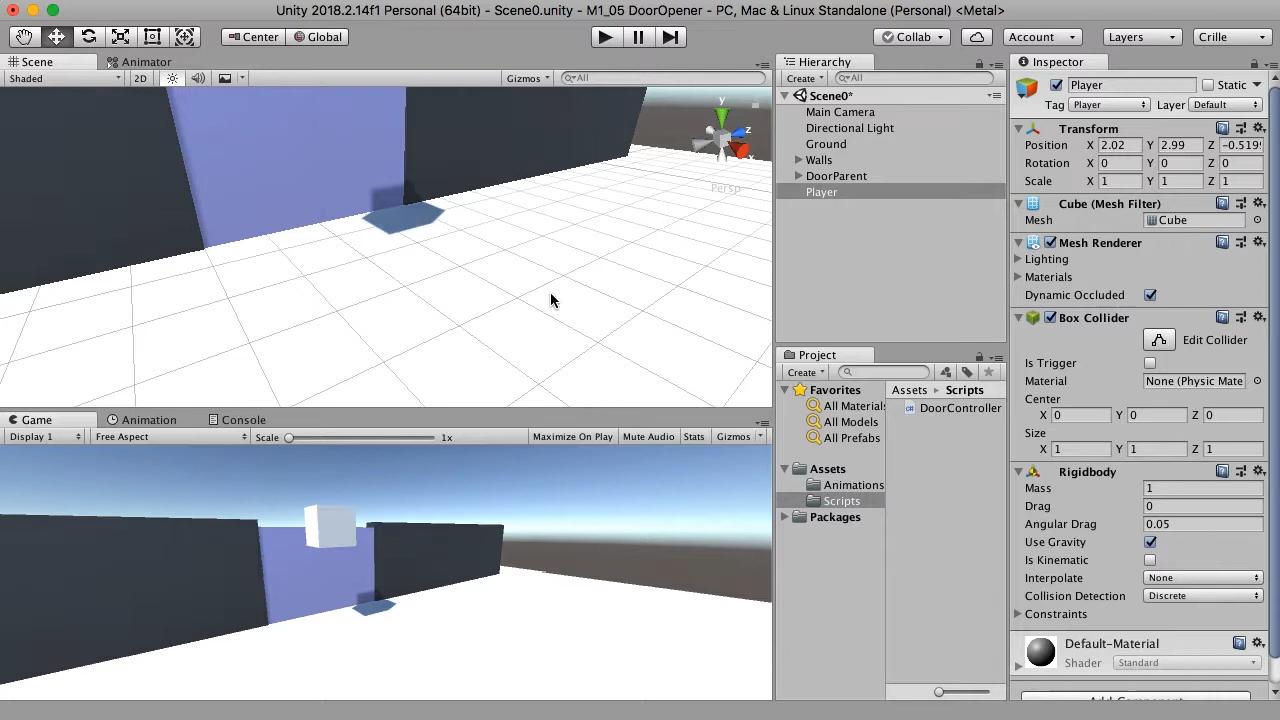 Unity 2018.2.14f1 Personal (64bit) - Scene0.unity - M1_05 DoorOpener - PC, Mac & Linux Standalone (Personal) <Metal>
Center Global Collab Account Layers Crille
Scene Animator
Shaded 2D Gizmos All
y
z
x
Persp
Game Animation Console
Display 1 Free Aspect Scale 1x Maximize On Play Mute Audio Stats Gizmos
Hierarchy
Create All
Scene0*
Main Camera
Directional Light
Ground
Walls
DoorParent
Player
Project
Create
Favorites
All Materials
All Models
All Prefabs
Assets
Animations
Scripts
Packages
Assets Scripts
DoorController
Inspector
Player Static
Tag Player Layer Default
Transform
Position X 2.02 Y 2.99 Z -0.519
Rotation X 0 Y 0 Z 0
Scale X 1 Y 1 Z 1
Cube (Mesh Filter)
Mesh Cube
Mesh Renderer
Lighting
Materials
Dynamic Occluded
Box Collider
Edit Collider
Is Trigger
Material None (Physic Mate
Center
X 0 Y 0 Z 0
Size
X 1 Y 1 Z 1
Rigidbody
Mass 1
Drag 0
Angular Drag 0.05
Use Gravity
Is Kinematic
Interpolate None
Collision Detection Discrete
Constraints
Default-Material
Shader Standard